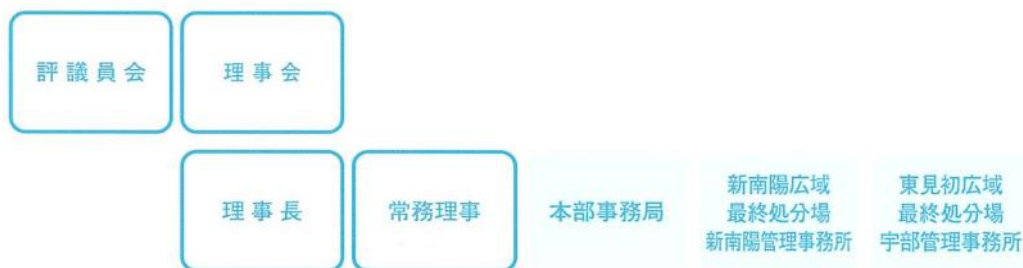 評議員会
理事会
理事長
常務理事
本部事務局
新南陽広域
最終処分場
新南陽管理事務所
東見初広域
最終処分場
宇部管理事務所